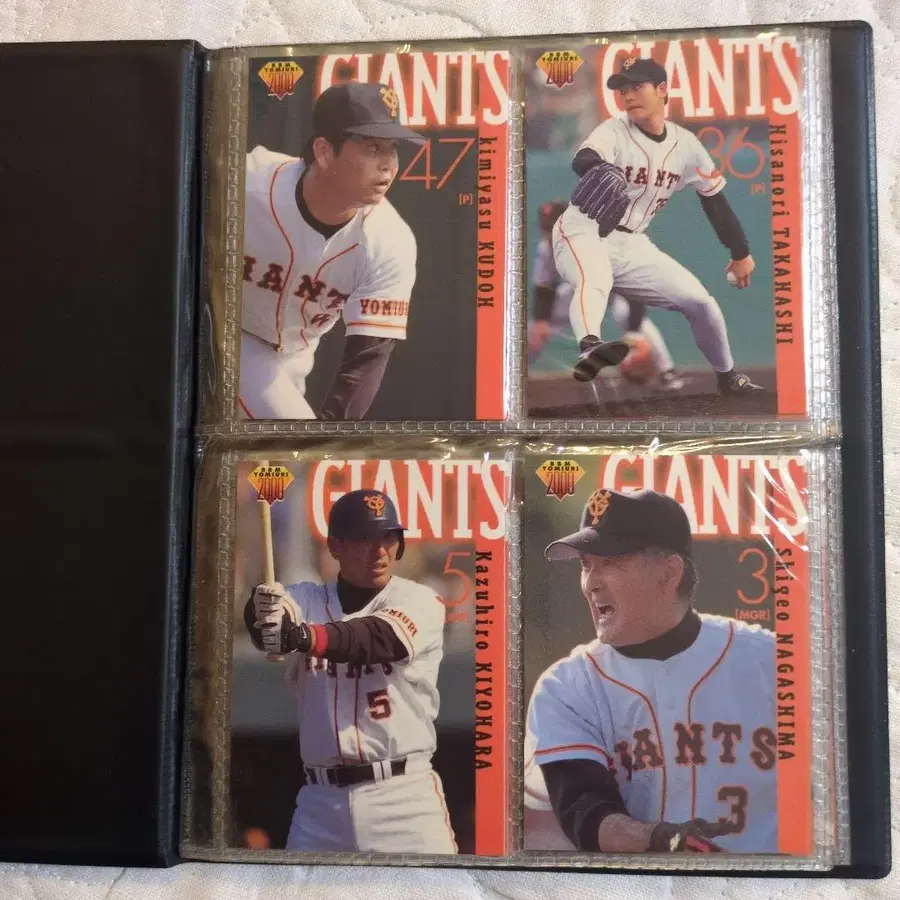 BBM
YOMIURI
2000
GIANTS
47
[P]
kimiyasu KUDOH
GIANTS
YOMIURI
BBM
YOMIURI
2000
GIANTS
36
[P]
Hisanori TAKAHASHI
GIANTS
36
BBM
YOMIURI
2000
GIANTS
5
Kazuhiro KIYOHARA
YOMIURI
GIANTS
5
BBM
YOMIURI
2000
GIANTS
3
[MGR]
Shigeo NAGASHIMA
GIANTS
3